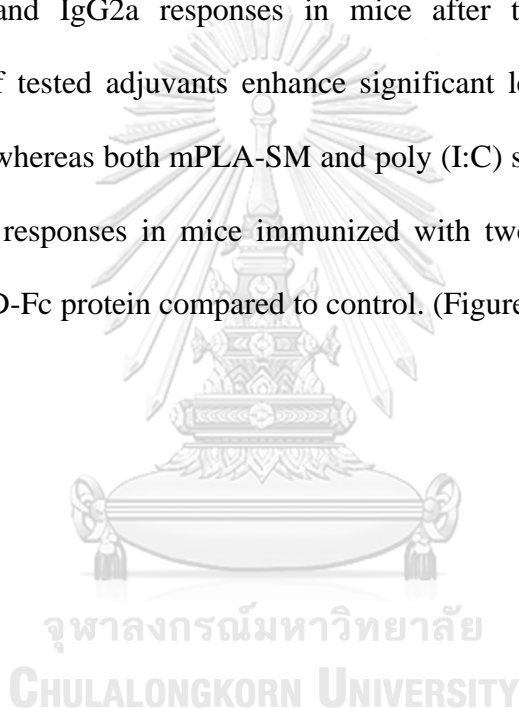 and IgG2a responses in mice after t
f tested adjuvants enhance significant l
whereas both mPLA-SM and poly (I:C) s
responses in mice immunized with tw
D-Fc protein compared to control. (Figure
จุฬาลงกรณ์มหาวิทยาลัย
CHULALONGKORN UNIVERSITY